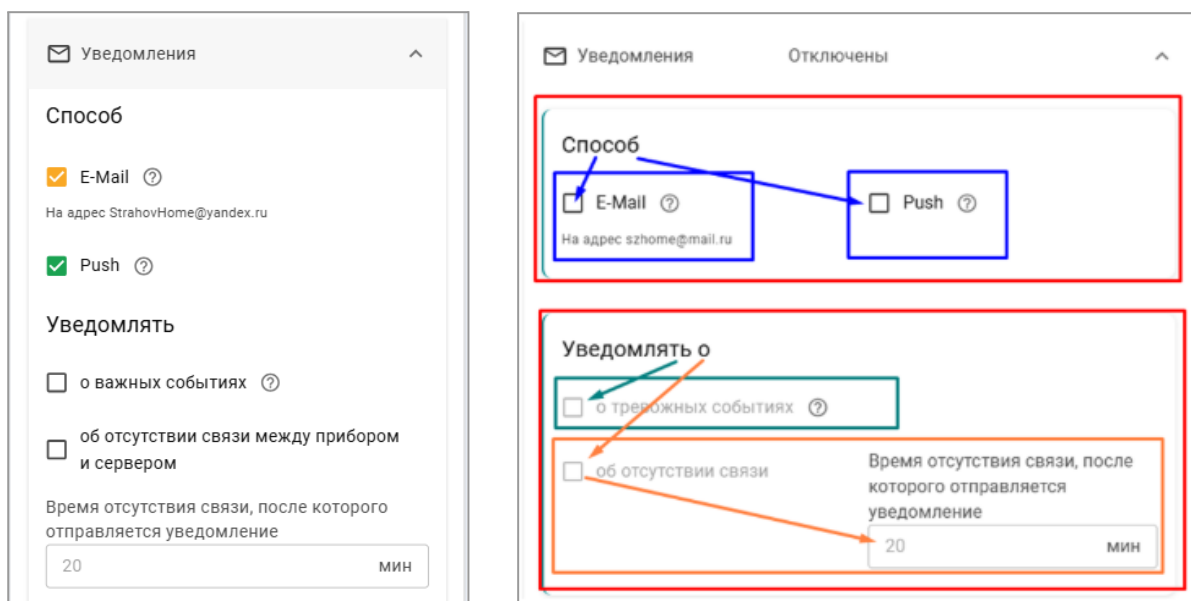 Уведомления
Способ
E-Mail
На адрес StrahovHome@yandex.ru
Push
Уведомлять
о важных событиях
об отсутствии связи между прибором
и сервером
Время отсутствия связи, после которого
отправляется уведомление
20 мин
Уведомления Отключены
Способ
E-Mail Push
На адрес szhome@mail.ru
Уведомлять о
о тревожных событиях
об отсутствии связи
Время отсутствия связи, после
которого отправляется
уведомление
20 мин